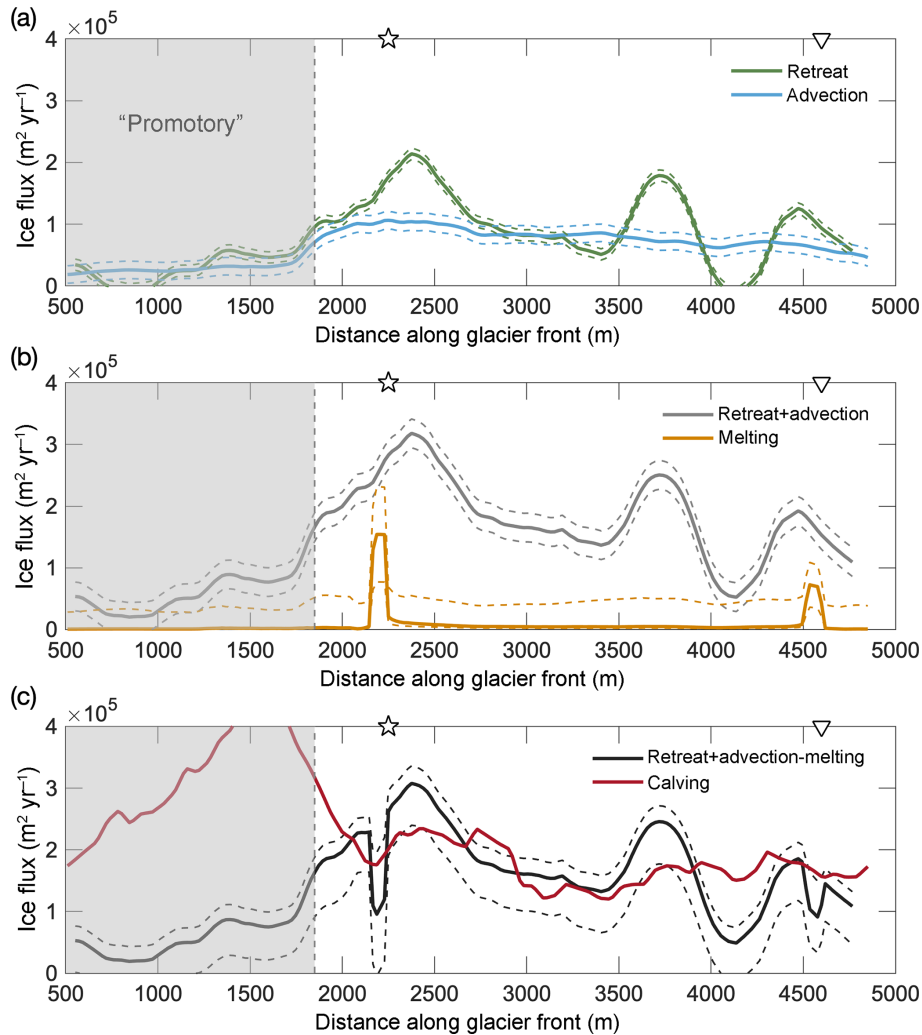 (a)
×10⁵
4
3
2
1
0
Ice flux (m² yr⁻¹)
"Promotory"
Retreat
Advection
500 1000 1500 2000 2500 3000 3500 4000 4500 5000
Distance along glacier front (m)
(b)
×10⁵
4
3
2
1
0
Ice flux (m² yr⁻¹)
Retreat+advection
Melting
500 1000 1500 2000 2500 3000 3500 4000 4500 5000
Distance along glacier front (m)
(c)
×10⁵
4
3
2
1
0
Ice flux (m² yr⁻¹)
Retreat+advection-melting
Calving
500 1000 1500 2000 2500 3000 3500 4000 4500 5000
Distance along glacier front (m)